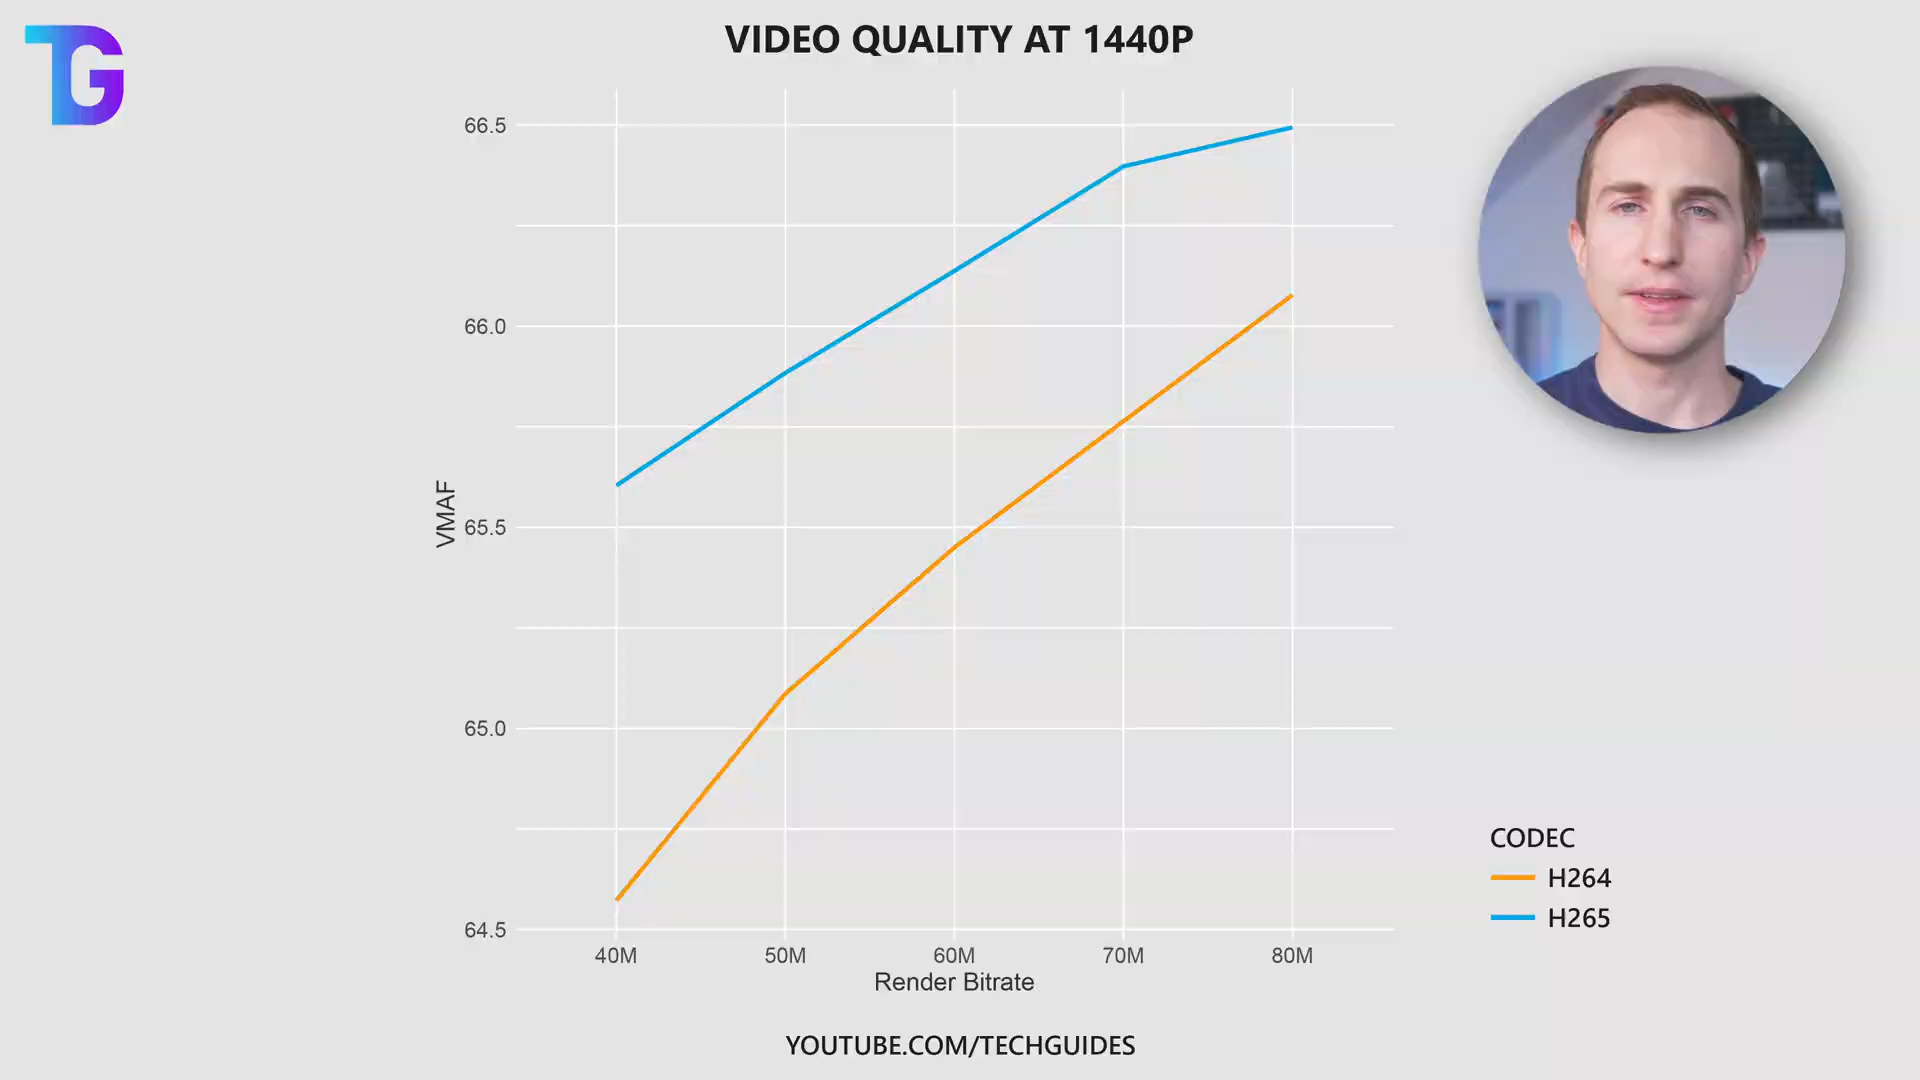 TG
VIDEO QUALITY AT 1440P
66.5
66.0
65.5
65.0
64.5
VMAF
40M 50M 60M 70M 80M
Render Bitrate
CODEC
H264
H265
YOUTUBE.COM/TECHGUIDES